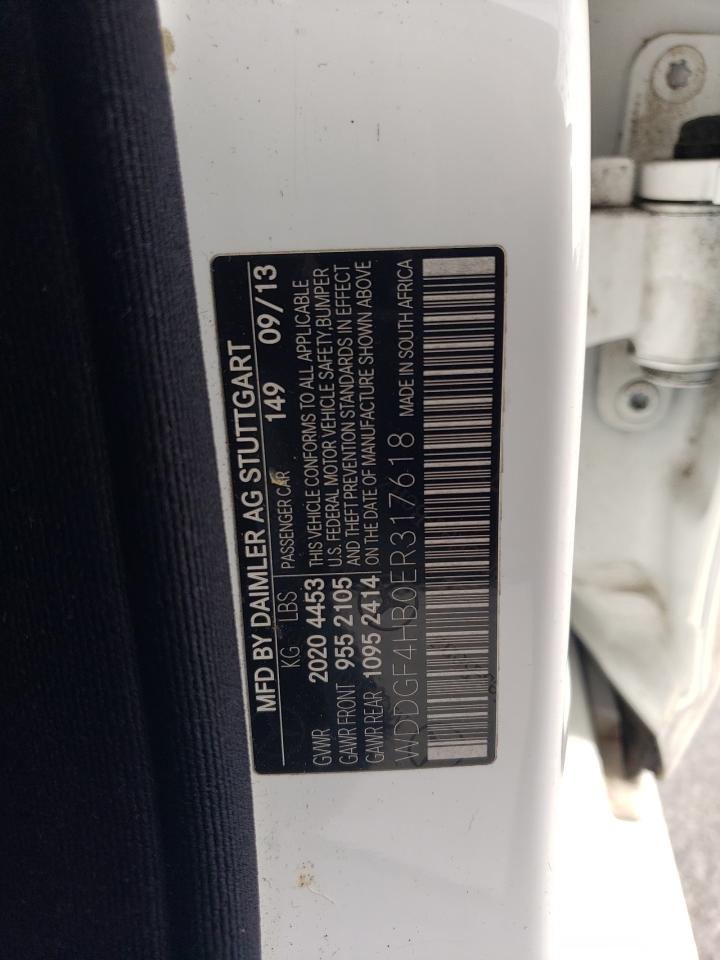 MFD BY DAIMLER AG STUTTGART
KG LBS PASSENGER CAR 149 09/13
GVWR 2020 4453 THIS VEHICLE CONFORMS TO ALL APPLICABLE
U.S. FEDERAL MOTOR VEHICLE SAFETY,BUMPER
GAWR FRONT 955 2105 AND THEFT PREVENTION STANDARDS IN EFFECT
GAWR REAR 1095 2414 ON THE DATE OF MANUFACTURE SHOWN ABOVE
WDDGF4HB0ER317618 MADE IN SOUTH AFRICA